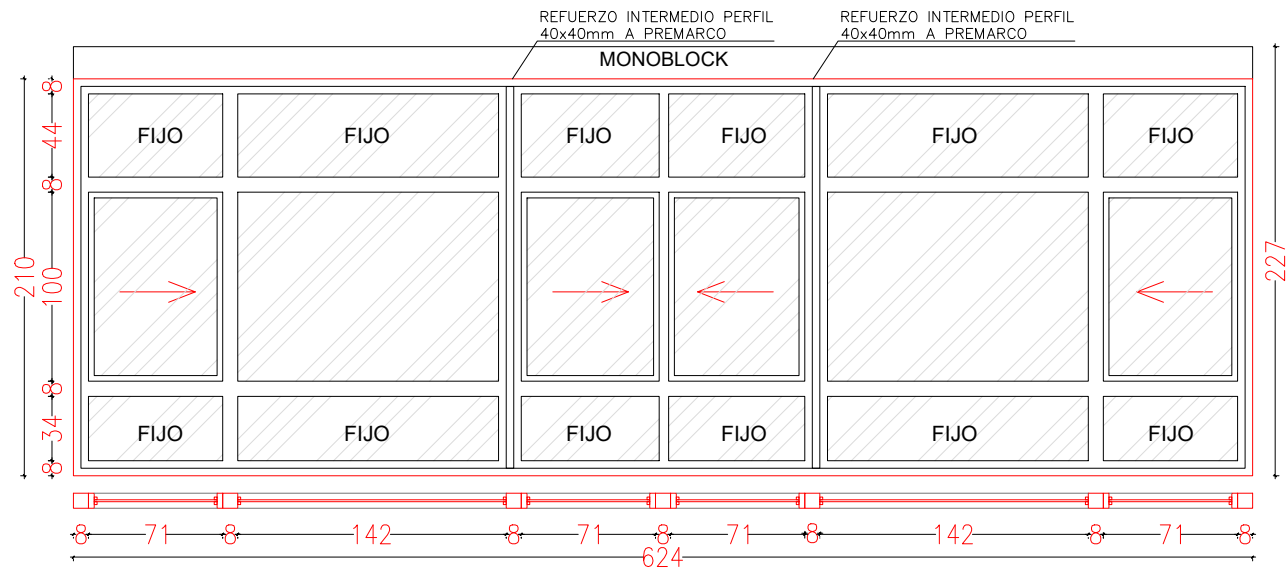 REFUERZO INTERMEDIO PERFIL
40x40mm A PREMARCO
REFUERZO INTERMEDIO PERFIL
40x40mm A PREMARCO
MONOBLOCK
FIJO FIJO FIJO FIJO FIJO FIJO
8
44
8
100
8
34
8
210
227
FIJO FIJO FIJO FIJO FIJO FIJO
8 71 8 142 8 71 8 71 8 142 8 71 8
624